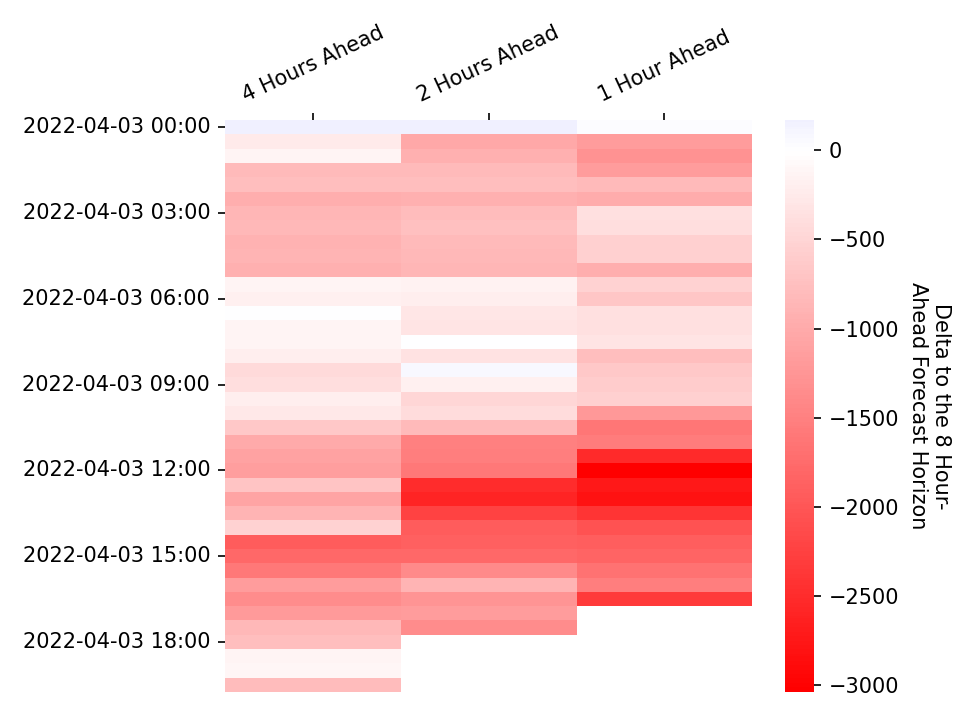 4 Hours Ahead
2 Hours Ahead
1 Hour Ahead
2022-04-03 00:00
2022-04-03 03:00
2022-04-03 06:00
2022-04-03 09:00
2022-04-03 12:00
2022-04-03 15:00
2022-04-03 18:00
0
−500
−1000
−1500
−2000
−2500
−3000
Delta to the 8 Hour-
Ahead Forecast Horizon